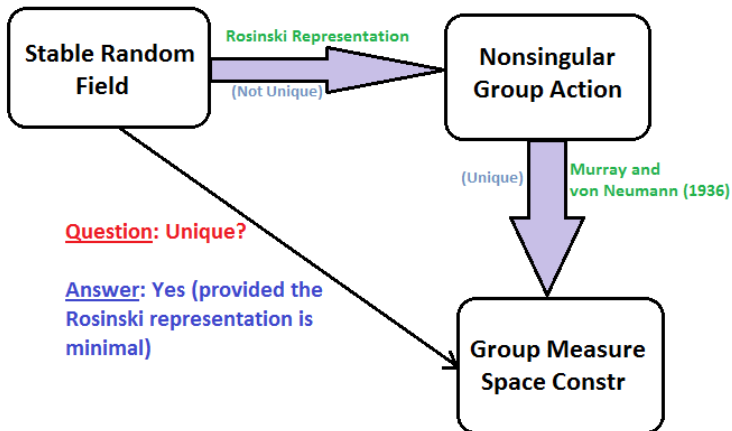 Stable Random
Field
Rosinski Representation
(Not Unique)
Nonsingular
Group Action
(Unique)
Murray and
von Neumann (1936)
Question: Unique?
Answer: Yes (provided the
Rosinski representation is
minimal)
Group Measure
Space Constr